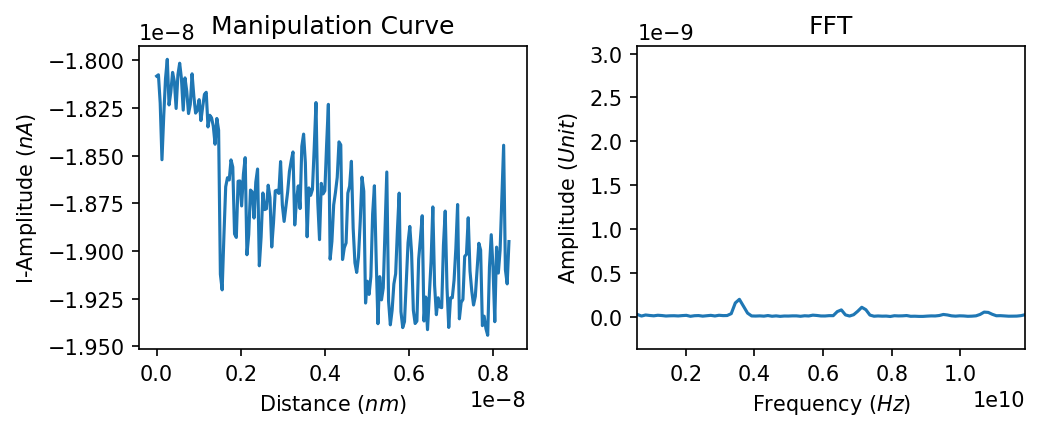 Manipulation Curve
1e−8
−1.800
−1.825
−1.850
−1.875
−1.900
−1.925
−1.950
I-Amplitude (nA)
0.0 0.2 0.4 0.6 0.8
Distance (nm)
1e−8
FFT
1e−9
3.0
2.5
2.0
1.5
1.0
0.5
0.0
Amplitude (Unit)
0.2 0.4 0.6 0.8 1.0
Frequency (Hz)
1e10